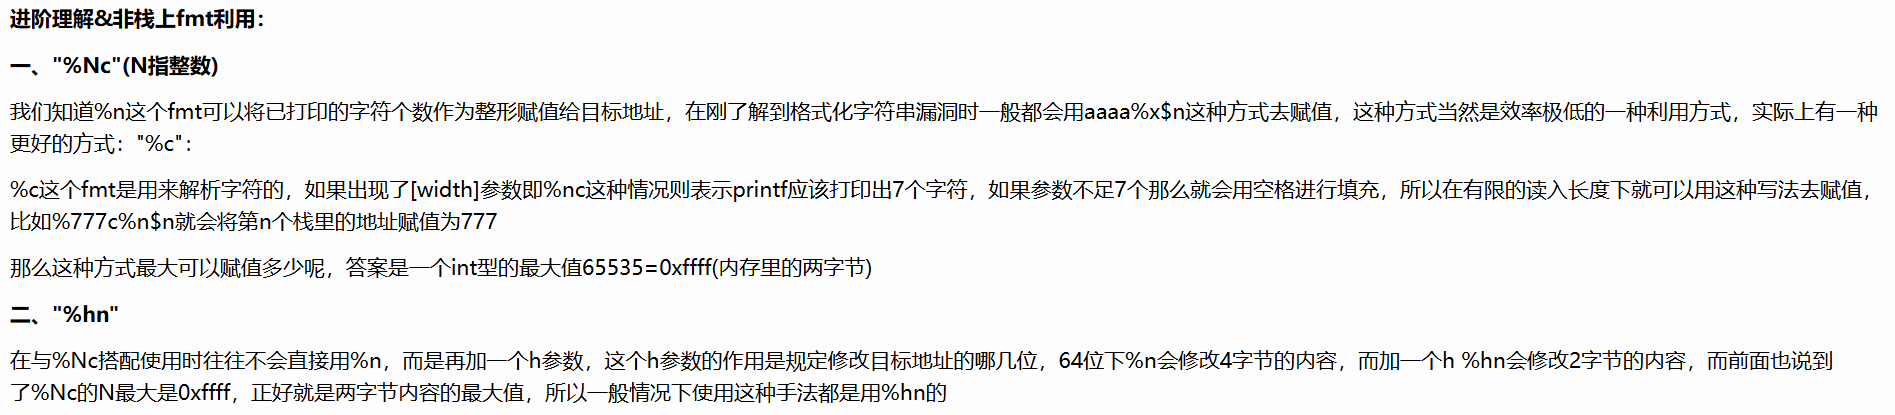 进阶理解&非栈上fmt利用：
一、"%Nc"(N指整数)
我们知道%n这个fmt可以将已打印的字符个数作为整形赋值给目标地址，在刚了解到格式化字符串漏洞时一般都会用aaaa%x$n这种方式去赋值，这种方式当然是效率极低的一种利用方式，实际上有一种
更好的方式："%c"：
%c这个fmt是用来解析字符的，如果出现了[width]参数即%nc这种情况则表示printf应该打印出7个字符，如果参数不足7个那么就会用空格进行填充，所以在有限的读入长度下就可以用这种写法去赋值，
比如%777c%n$n就会将第n个栈里的地址赋值为777
那么这种方式最大可以赋值多少呢，答案是一个int型的最大值65535=0xffff(内存里的两字节)
二、"%hn"
在与%Nc搭配使用时往往不会直接用%n，而是再加一个h参数，这个h参数的作用是规定修改目标地址的哪几位，64位下%n会修改4字节的内容，而加一个h %hn会修改2字节的内容，而前面也说到
了%Nc的N最大是0xffff，正好就是两字节内容的最大值，所以一般情况下使用这种手法都是用%hn的